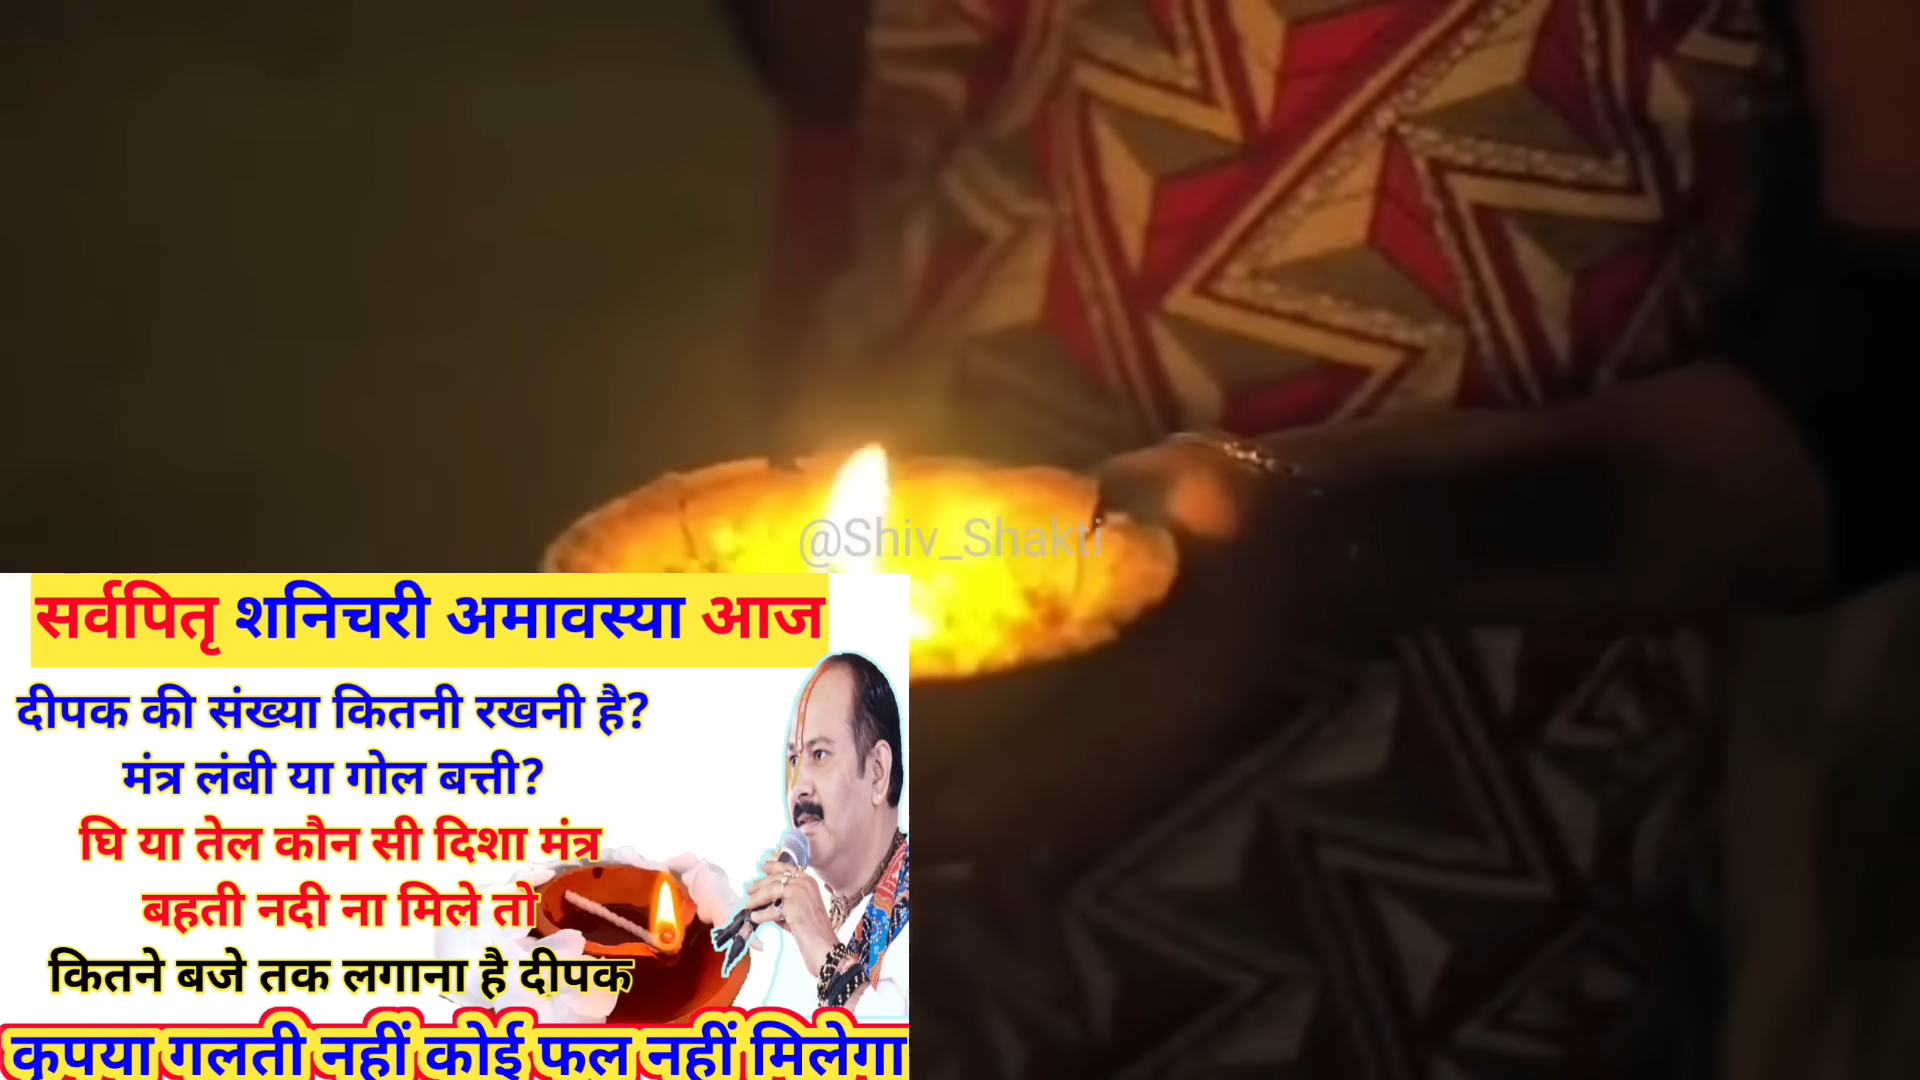 @Shiv_Shakti
सर्वपितृ शनिचरी अमावस्या आज
दीपक की संख्या कितनी रखनी है?
मंत्र लंबी या गोल बत्ती?
घि या तेल कौन सी दिशा मंत्र
बहती नदी ना मिले तो
कितने बजे तक लगाना है दीपक
कृपया गलती नहीं कोई फल नहीं मिलेगा